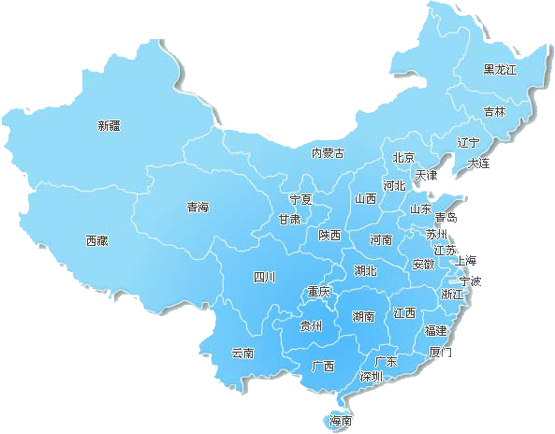 黑龙江
吉林
新疆
辽宁
内蒙古
北京
大连
天津
河北
宁夏
山西
青海
山东
甘肃
青岛
陕西
苏州
河南
西藏
江苏
上海
安徽
湖北
四川
宁波
重庆
浙江
江西
湖南
贵州
福建
云南
厦门
广东
广西
深圳
海南